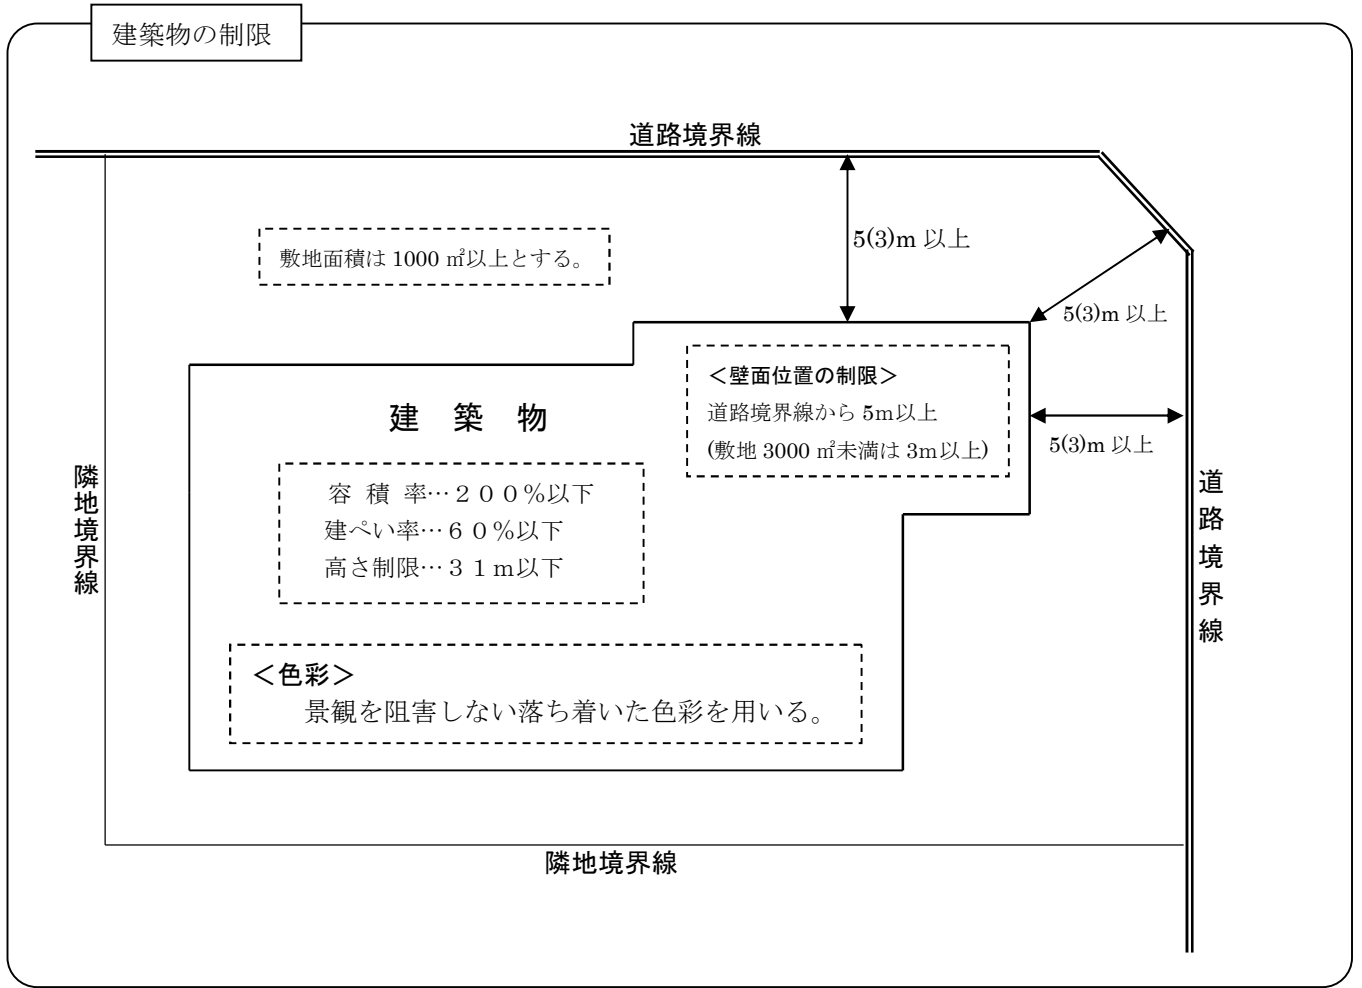 建築物の制限
道路境界線
敷地面積は 1000 ㎡以上とする。
5(3)m 以上
5(3)m 以上
＜壁面位置の制限＞
道路境界線から 5m以上
(敷地 3000 ㎡未満は 3m以上)
5(3)m 以上
建 築 物
容 積 率…２００％以下
建ぺい率…６０％以下
高さ制限…３１ｍ以下
隣地境界線
道路境界線
＜色彩＞
景観を阻害しない落ち着いた色彩を用いる。
隣地境界線